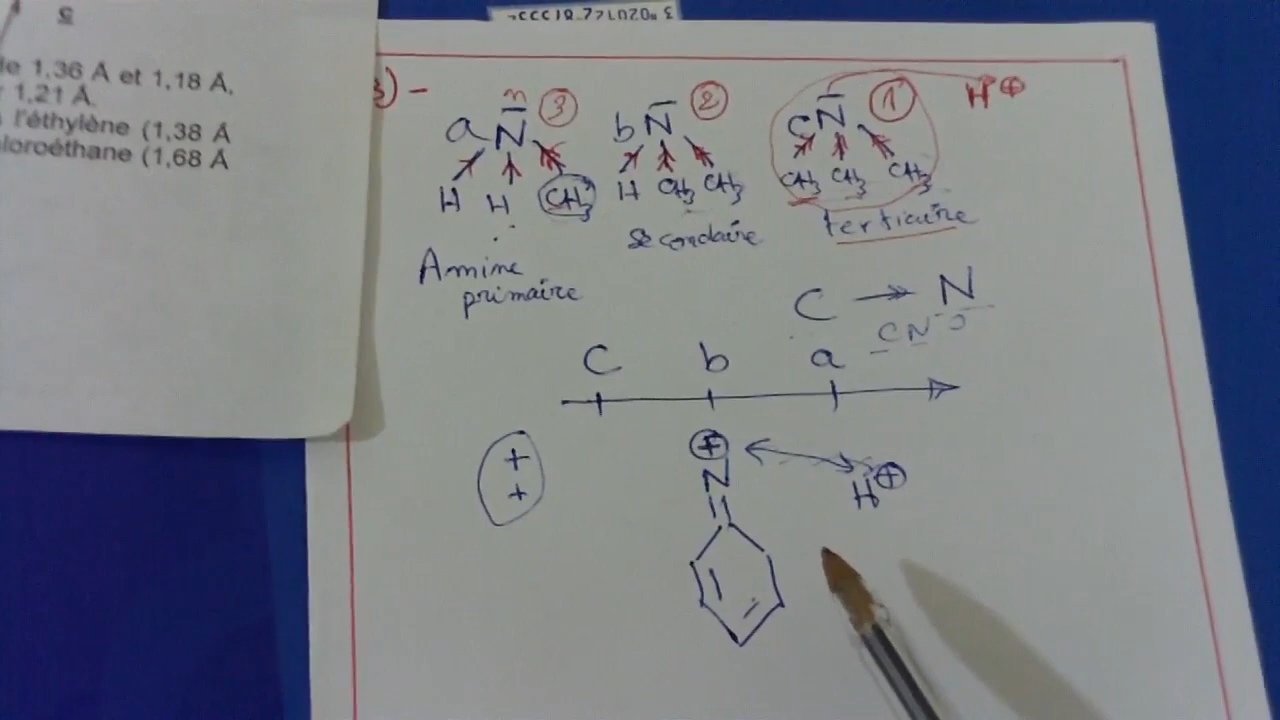 le 1,36 Å et 1,18 Å,
r 1,21 Å.
l'éthylène (1,38 Å
loroéthane (1,68 Å
3) -
n ③ ② ① H⊕
a N b N c N
H H CH3 H CH3 CH3 CH3 CH3 CH3
Amine primaire
secondaire
tertiaire
C → N
C N O
C b a
+
+
⊕
N
H⊕